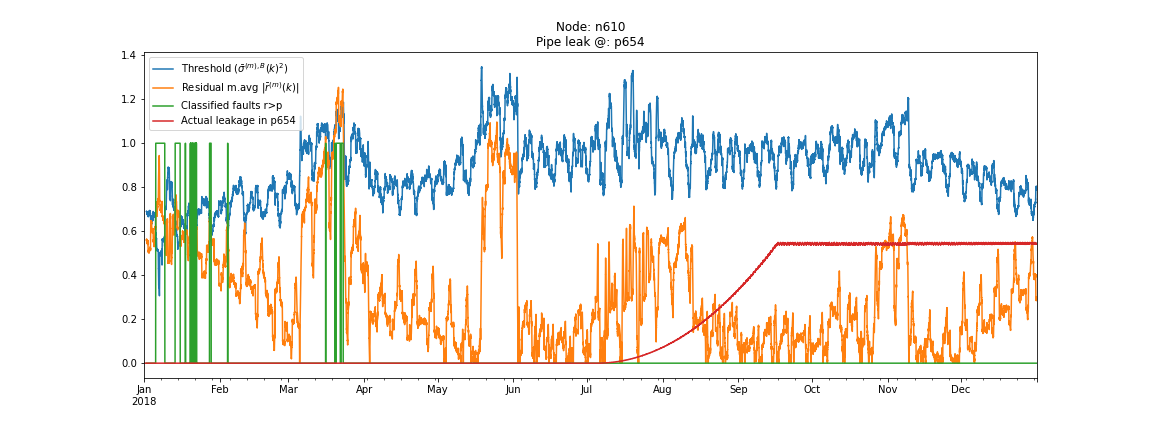 Node: n610
Pipe leak @: p654
1.4
1.2
1.0
0.8
0.6
0.4
0.2
0.0
Threshold (σ̄⁽ᵐ⁾,ᴮ(k)²)
Residual m.avg |r̄⁽ᵐ⁾(k)|
Classified faults r>p
Actual leakage in p654
Jan Feb Mar Apr May Jun Jul Aug Sep Oct Nov Dec
2018